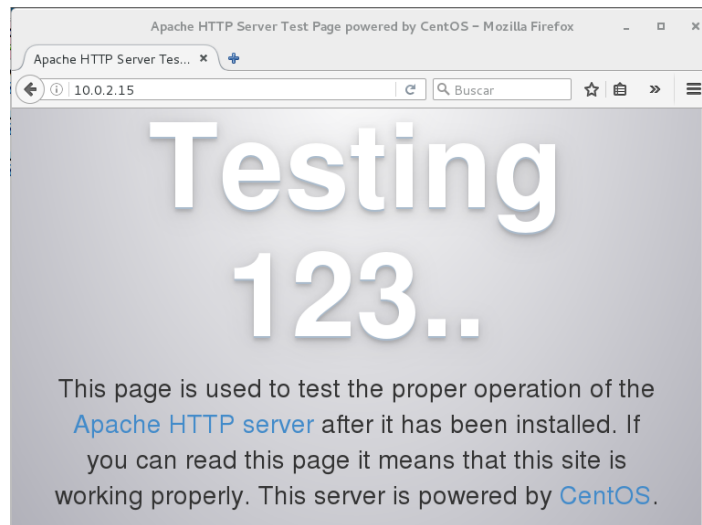 Apache HTTP Server Test Page powered by CentOS – Mozilla Firefox
Apache HTTP Server Tes...
10.0.2.15
Buscar
Testing
123..
This page is used to test the proper operation of the
Apache HTTP server after it has been installed. If
you can read this page it means that this site is
working properly. This server is powered by CentOS.